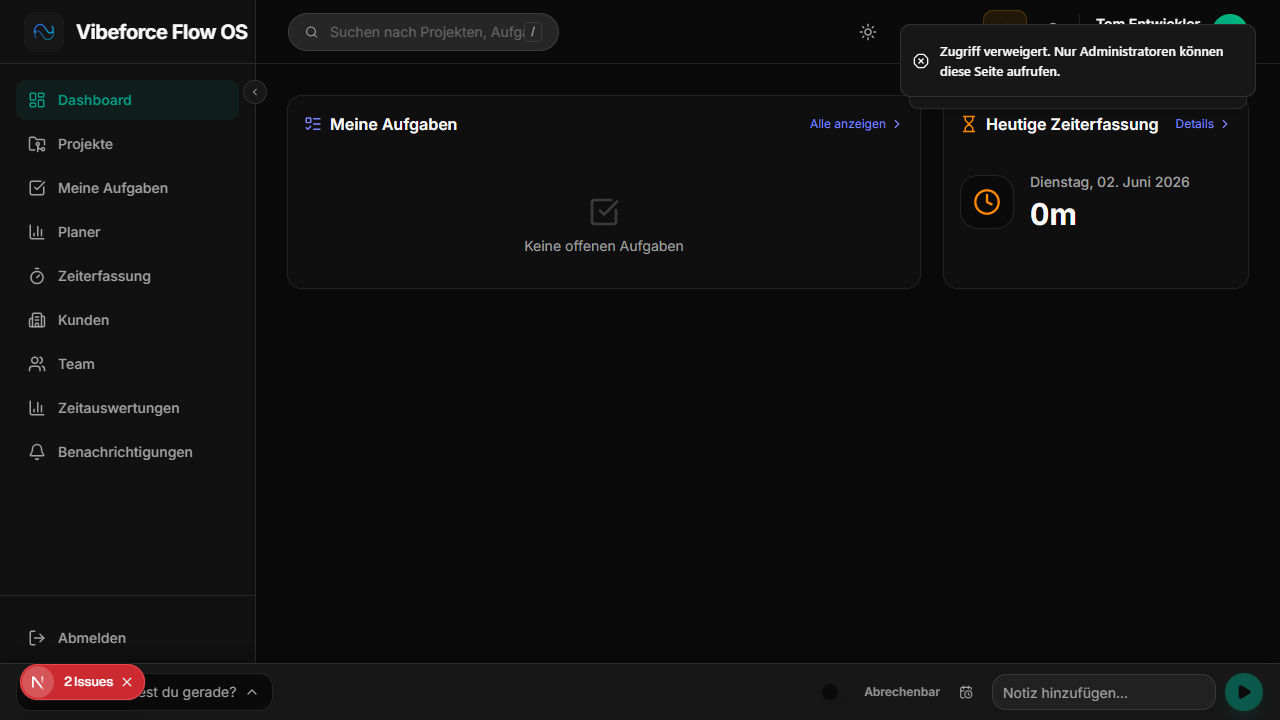 Vibeforce Flow OS
Suchen nach Projekten, Aufga
/
Zugriff verweigert. Nur Administratoren können
diese Seite aufrufen.
Dashboard
Projekte
Meine Aufgaben
Planer
Zeiterfassung
Kunden
Team
Zeitauswertungen
Benachrichtigungen
Abmelden
Meine Aufgaben
Alle anzeigen
Keine offenen Aufgaben
Heutige Zeiterfassung
Details
Dienstag, 02. Juni 2026
0m
N
2 Issues
est du gerade?
Abrechenbar
Notiz hinzufügen...